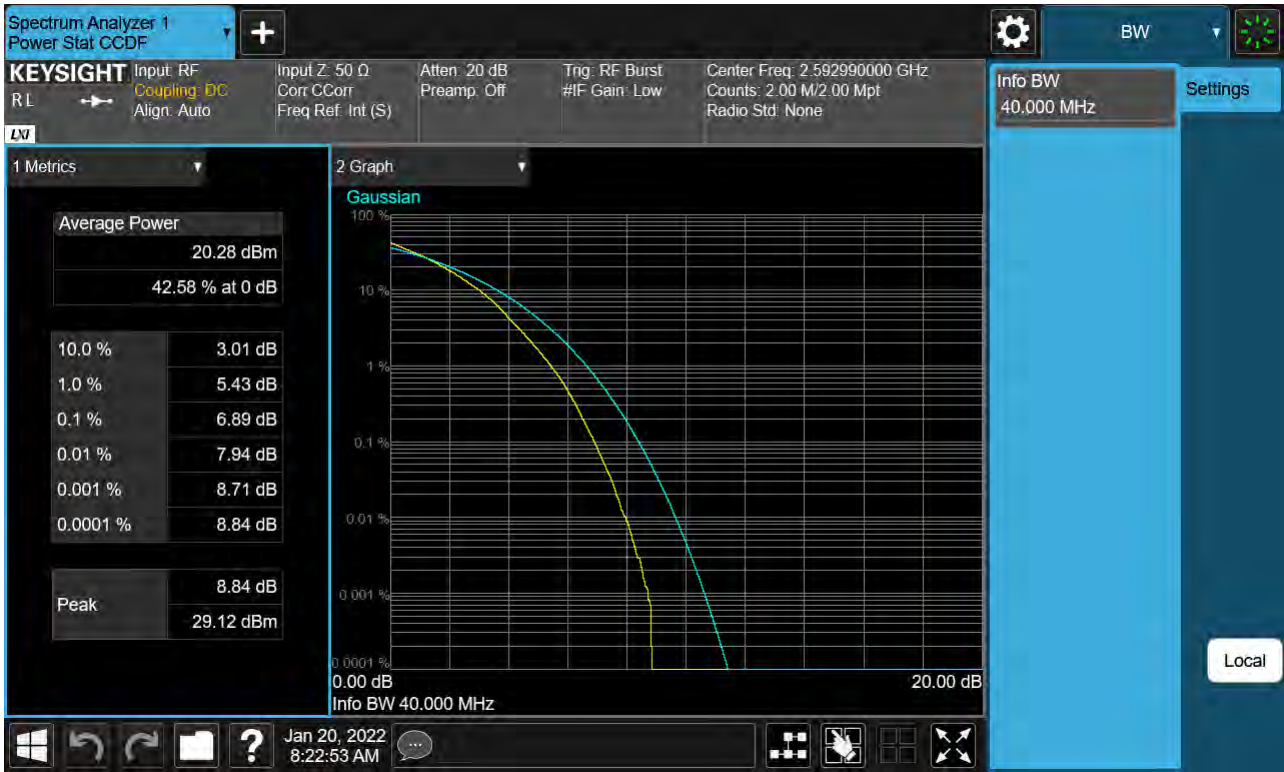 Spectrum Analyzer 1
Power Stat CCDF
BW
KEYSIGHT
R L
LXI
Input: RF
Coupling: DC
Align: Auto
Input Z: 50 Ω
Corr CCorr
Freq Ref: Int (S)
Atten: 20 dB
Preamp: Off
Trig: RF Burst
#IF Gain: Low
Center Freq: 2.592990000 GHz
Counts: 2.00 M/2.00 Mpt
Radio Std: None
Info BW
40.000 MHz
Settings
1 Metrics
Average Power
20.28 dBm
42.58 % at 0 dB
10.0 % 3.01 dB
1.0 % 5.43 dB
0.1 % 6.89 dB
0.01 % 7.94 dB
0.001 % 8.71 dB
0.0001 % 8.84 dB
Peak
8.84 dB
29.12 dBm
2 Graph
Gaussian
100 %
10 %
1 %
0.1 %
0.01 %
0.001 %
0.0001 %
0.00 dB 20.00 dB
Info BW 40.000 MHz
Local
Jan 20, 2022
8:22:53 AM